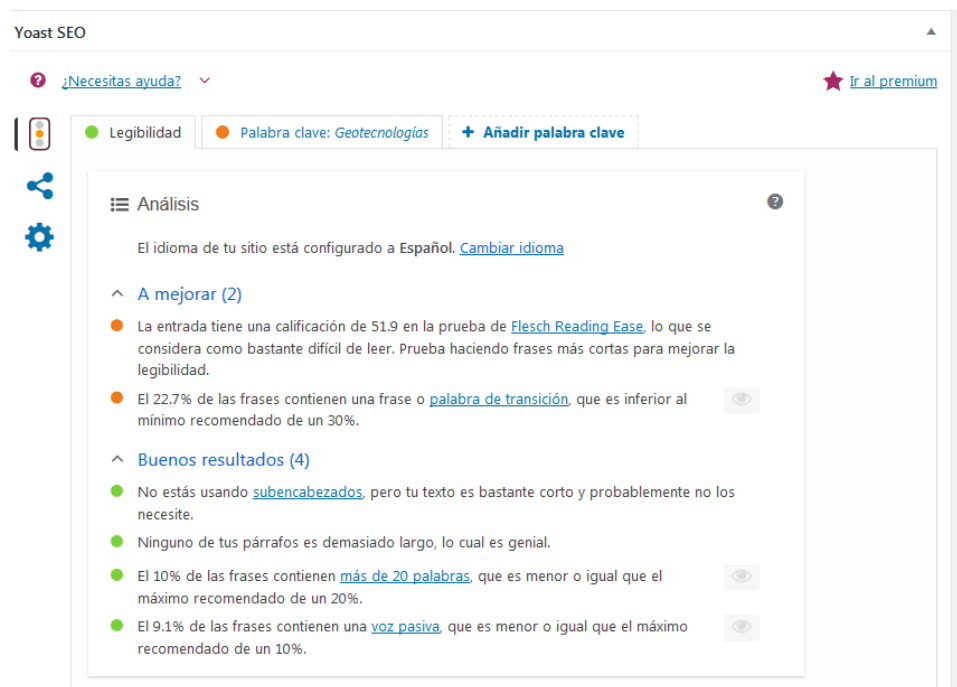 Yoast SEO
¿Necesitas ayuda?
Ir al premium
Legibilidad
Palabra clave: Geotecnologías
+ Añadir palabra clave
Análisis
El idioma de tu sitio está configurado a Español. Cambiar idioma
A mejorar (2)
La entrada tiene una calificación de 51.9 en la prueba de Flesch Reading Ease, lo que se
considera como bastante difícil de leer. Prueba haciendo frases más cortas para mejorar la
legibilidad.
El 22.7% de las frases contienen una frase o palabra de transición, que es inferior al
mínimo recomendado de un 30%.
Buenos resultados (4)
No estás usando subencabezados, pero tu texto es bastante corto y probablemente no los
necesite.
Ninguno de tus párrafos es demasiado largo, lo cual es genial.
El 10% de las frases contienen más de 20 palabras, que es menor o igual que el
máximo recomendado de un 20%.
El 9.1% de las frases contienen una voz pasiva, que es menor o igual que el máximo
recomendado de un 10%.